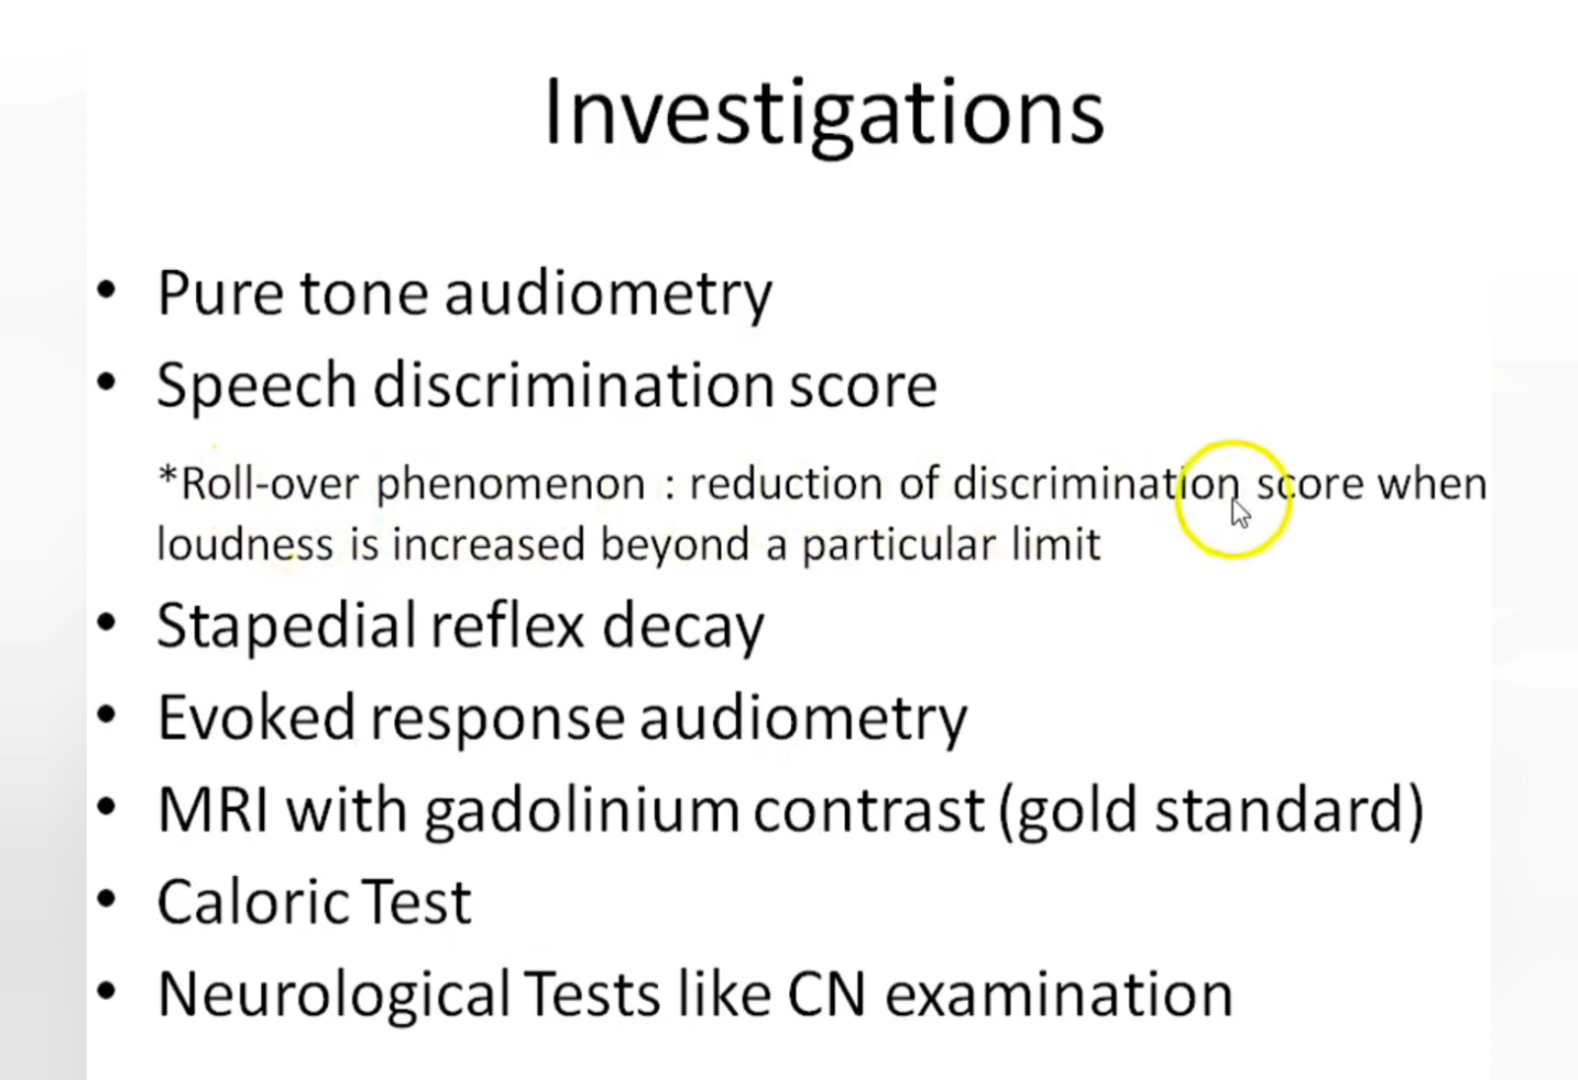 Investigations
• Pure tone audiometry
• Speech discrimination score
*Roll-over phenomenon : reduction of discrimination score when
loudness is increased beyond a particular limit
• Stapedial reflex decay
• Evoked response audiometry
• MRI with gadolinium contrast (gold standard)
• Caloric Test
• Neurological Tests like CN examination